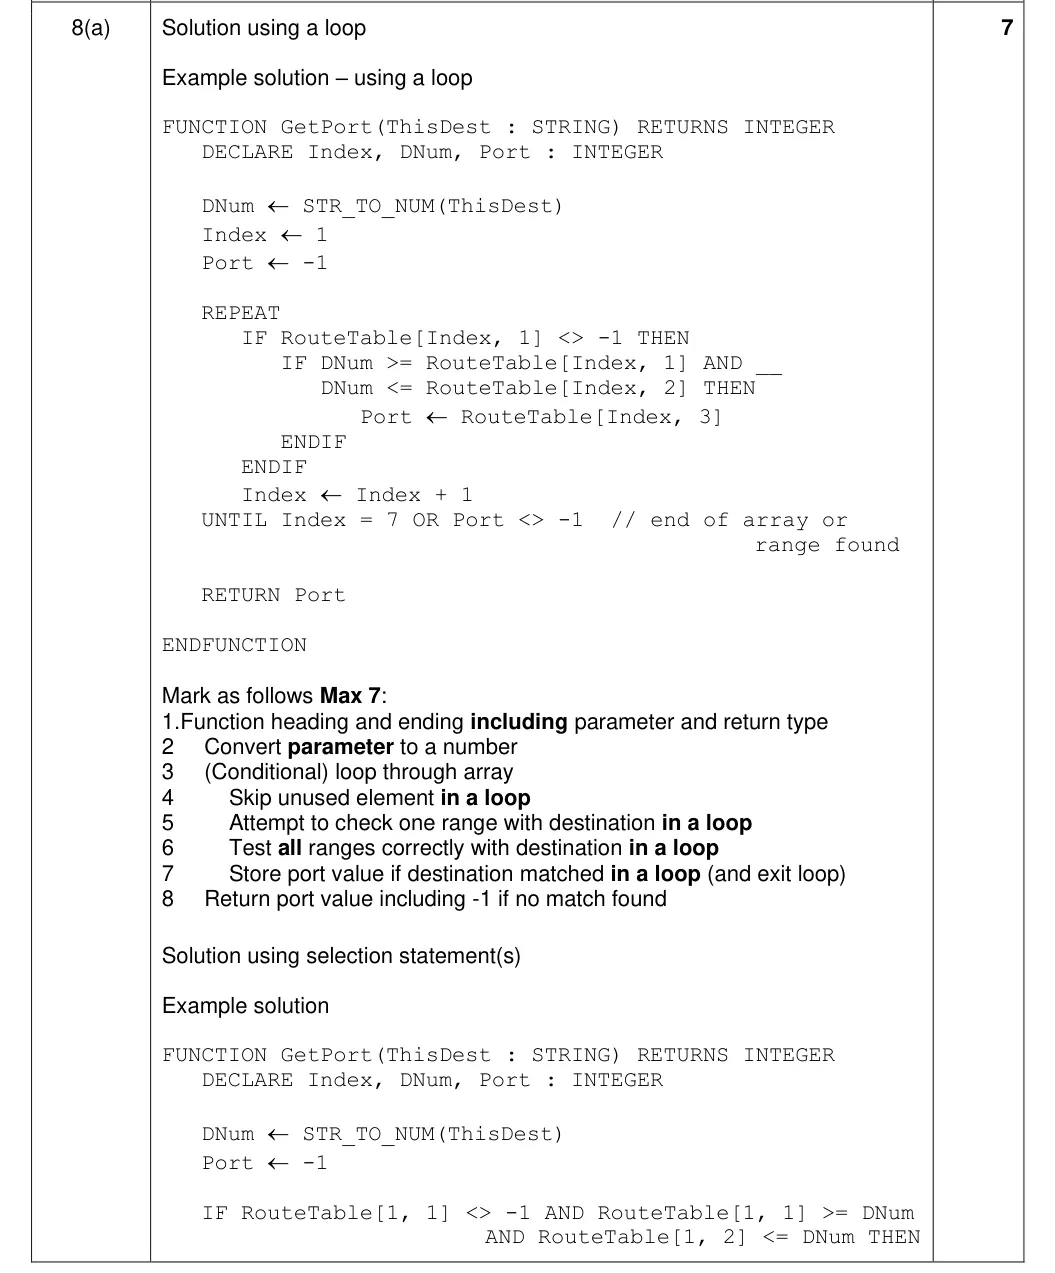 8(a) Solution using a loop 7
Example solution – using a loop
FUNCTION GetPort(ThisDest : STRING) RETURNS INTEGER
   DECLARE Index, DNum, Port : INTEGER
   DNum ← STR_TO_NUM(ThisDest)
   Index ← 1
   Port ← -1
   REPEAT
      IF RouteTable[Index, 1] <> -1 THEN
         IF DNum >= RouteTable[Index, 1] AND __
            DNum <= RouteTable[Index, 2] THEN
               Port ← RouteTable[Index, 3]
         ENDIF
      ENDIF
      Index ← Index + 1
   UNTIL Index = 7 OR Port <> -1  // end of array or
                                             range found
   RETURN Port
ENDFUNCTION
Mark as follows Max 7:
1.Function heading and ending including parameter and return type
2 Convert parameter to a number
3 (Conditional) loop through array
4 Skip unused element in a loop
5 Attempt to check one range with destination in a loop
6 Test all ranges correctly with destination in a loop
7 Store port value if destination matched in a loop (and exit loop)
8 Return port value including -1 if no match found
Solution using selection statement(s)
Example solution
FUNCTION GetPort(ThisDest : STRING) RETURNS INTEGER
   DECLARE Index, DNum, Port : INTEGER
   DNum ← STR_TO_NUM(ThisDest)
   Port ← -1
   IF RouteTable[1, 1] <> -1 AND RouteTable[1, 1] >= DNum
                        AND RouteTable[1, 2] <= DNum THEN